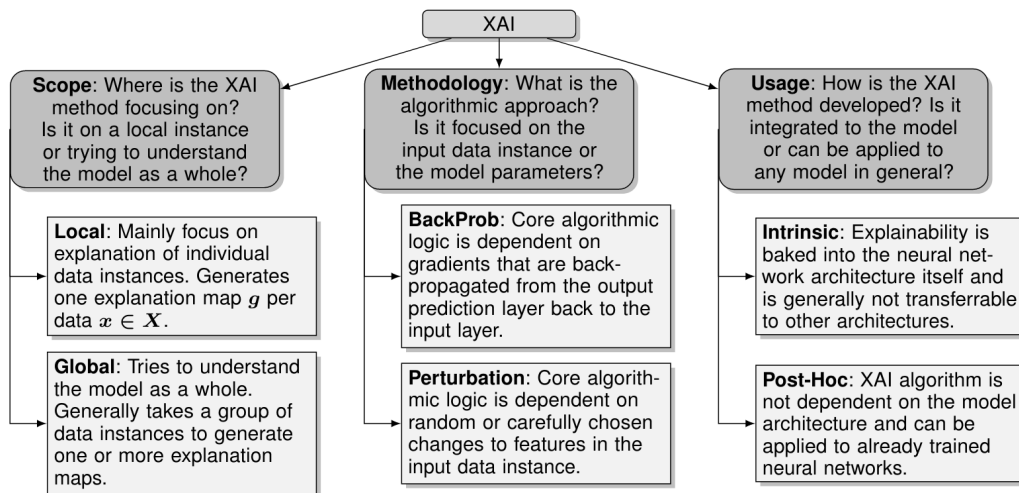 XAI
Scope: Where is the XAI
method focusing on?
Is it on a local instance
or trying to understand
the model as a whole?
Local: Mainly focus on
explanation of individual
data instances. Generates
one explanation map g per
data x ∈ X.
Global: Tries to understand
the model as a whole.
Generally takes a group of
data instances to generate
one or more explanation
maps.
Methodology: What is the
algorithmic approach?
Is it focused on the
input data instance or
the model parameters?
BackProb: Core algorithmic
logic is dependent on
gradients that are back-
propagated from the output
prediction layer back to the
input layer.
Perturbation: Core algorith-
mic logic is dependent on
random or carefully chosen
changes to features in the
input data instance.
Usage: How is the XAI
method developed? Is it
integrated to the model
or can be applied to
any model in general?
Intrinsic: Explainability is
baked into the neural net-
work architecture itself and
is generally not transferrable
to other architectures.
Post-Hoc: XAI algorithm is
not dependent on the model
architecture and can be
applied to already trained
neural networks.